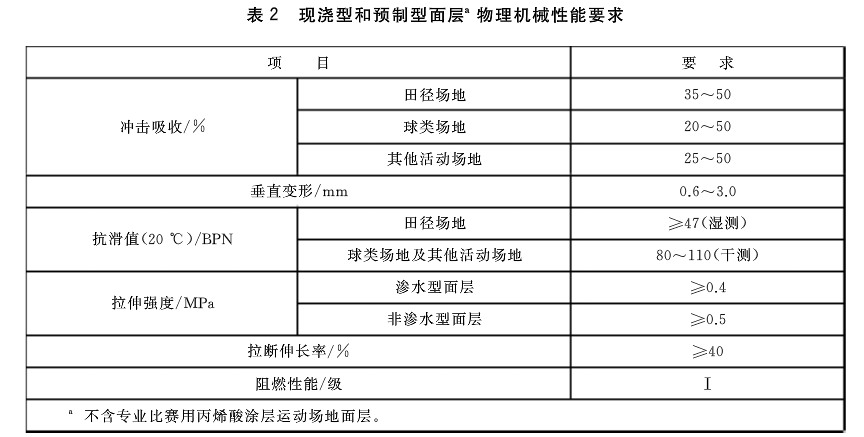 表 2 现浇型和预制型面层ᵃ 物理机械性能要求
项 目 要 求
冲击吸收/% 田径场地 35～50
球类场地 20～50
其他活动场地 25～50
垂直变形/mm 0.6～3.0
抗滑值(20 ℃)/BPN 田径场地 ≥47(湿测)
球类场地及其他活动场地 80～110(干测)
拉伸强度/MPa 渗水型面层 ≥0.4
非渗水型面层 ≥0.5
拉断伸长率/% ≥40
阻燃性能/级 Ⅰ
ᵃ 不含专业比赛用丙烯酸涂层运动场地面层。